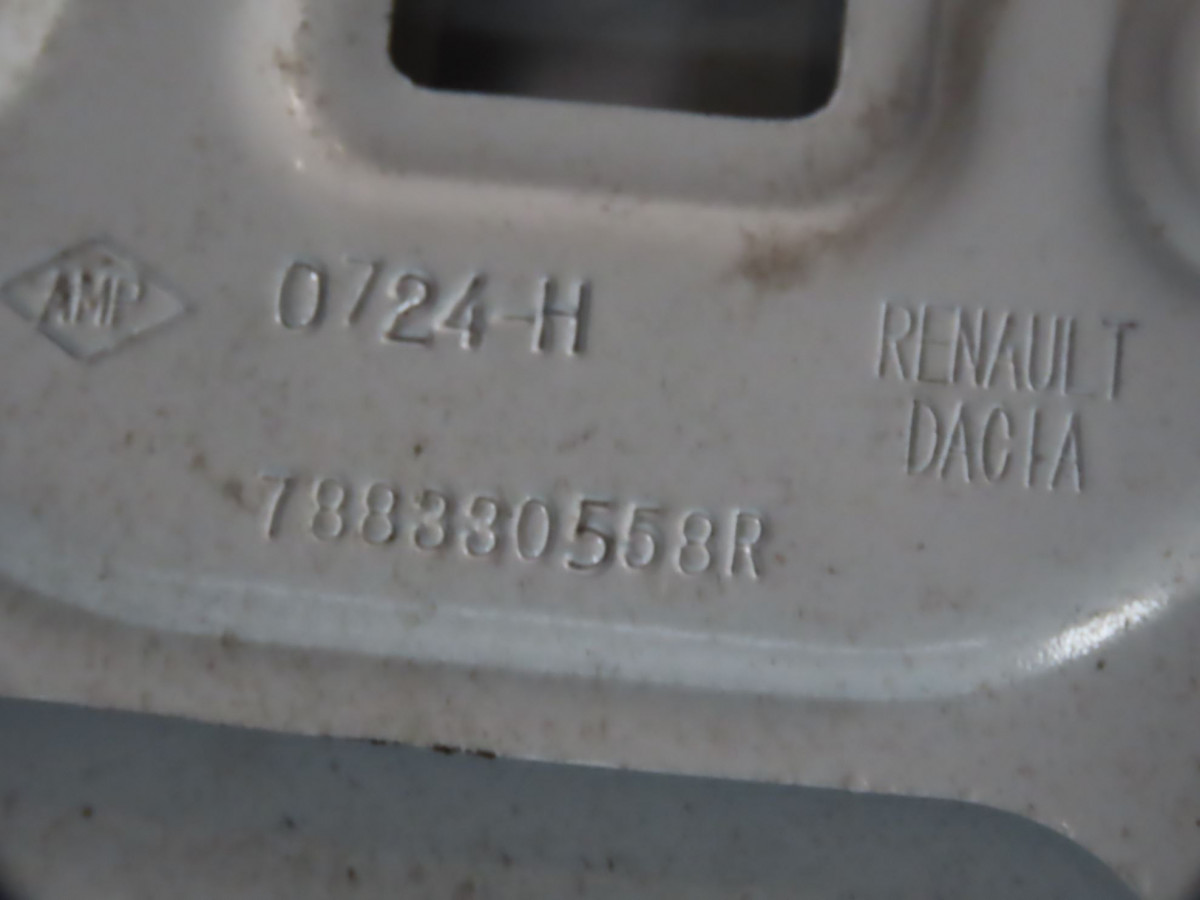 AMP 0724-H
RENAULT
DACIA
788330558R